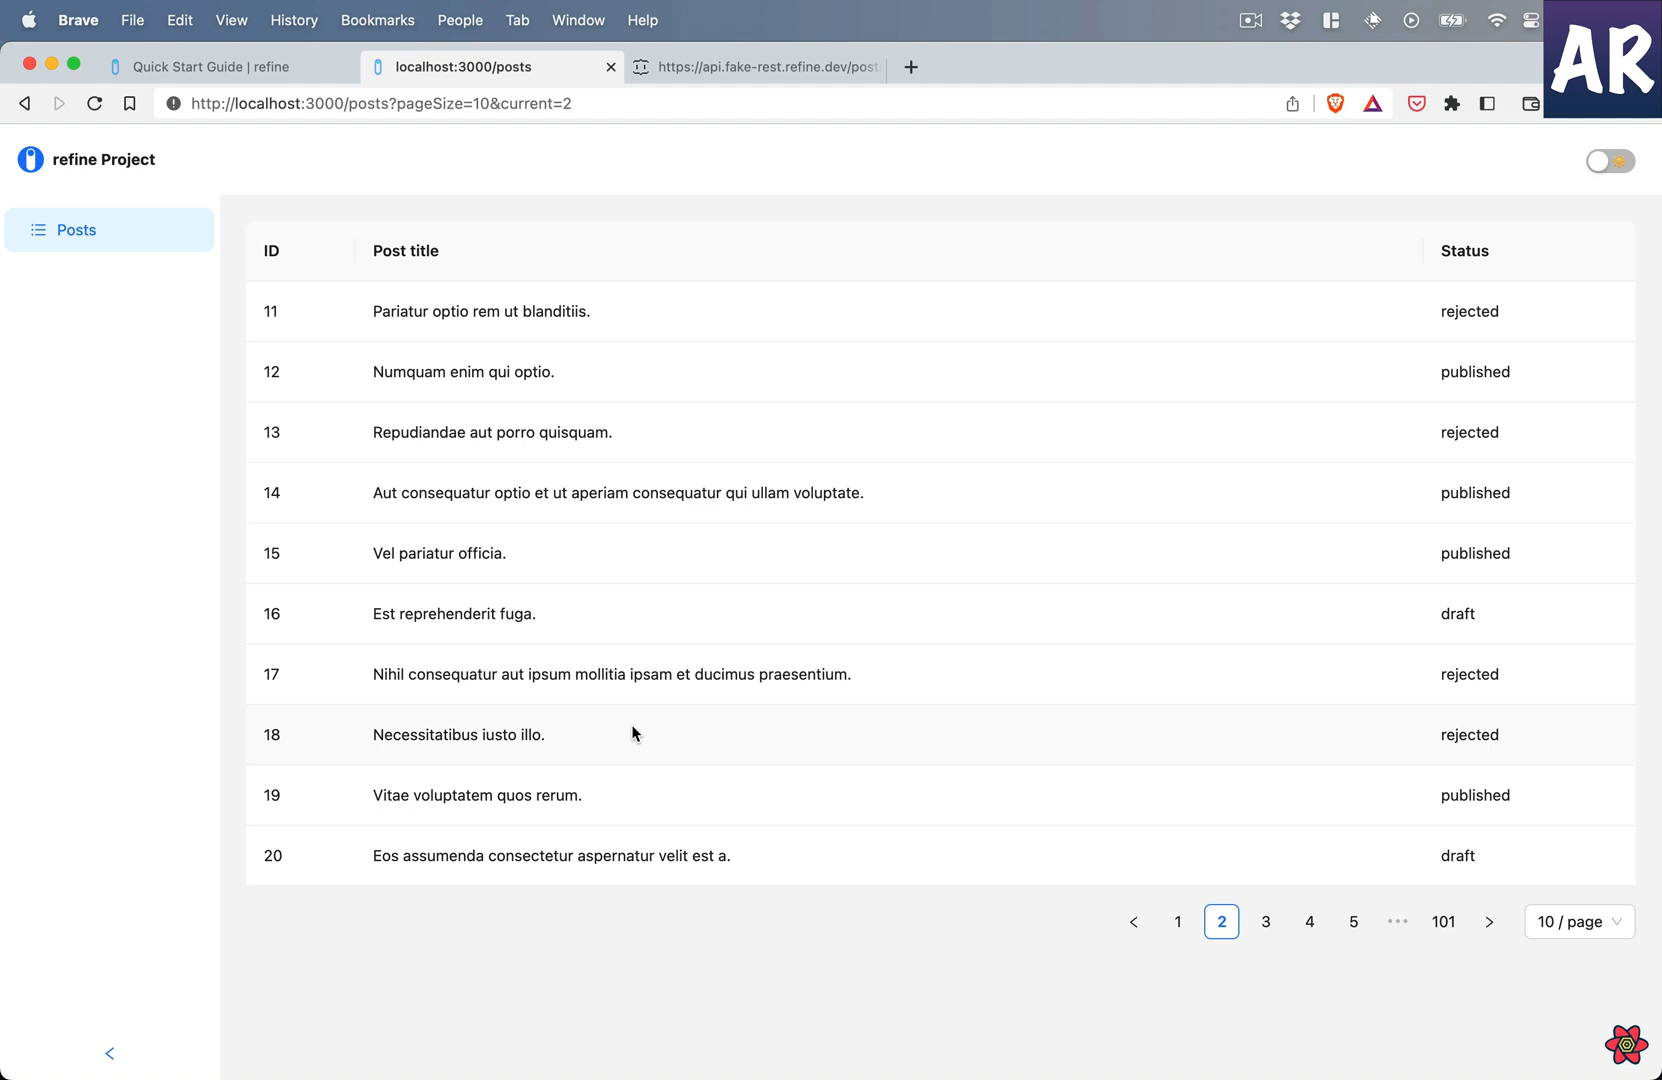 Brave File Edit View History Bookmarks People Tab Window Help
AR
Quick Start Guide | refine
localhost:3000/posts
https://api.fake-rest.refine.dev/post
http://localhost:3000/posts?pageSize=10&current=2
refine Project
Posts
ID Post title Status
11 Pariatur optio rem ut blanditiis. rejected
12 Numquam enim qui optio. published
13 Repudiandae aut porro quisquam. rejected
14 Aut consequatur optio et ut aperiam consequatur qui ullam voluptate. published
15 Vel pariatur officia. published
16 Est reprehenderit fuga. draft
17 Nihil consequatur aut ipsum mollitia ipsam et ducimus praesentium. rejected
18 Necessitatibus iusto illo. rejected
19 Vitae voluptatem quos rerum. published
20 Eos assumenda consectetur aspernatur velit est a. draft
< 1 2 3 4 5 ••• 101 > 10 / page